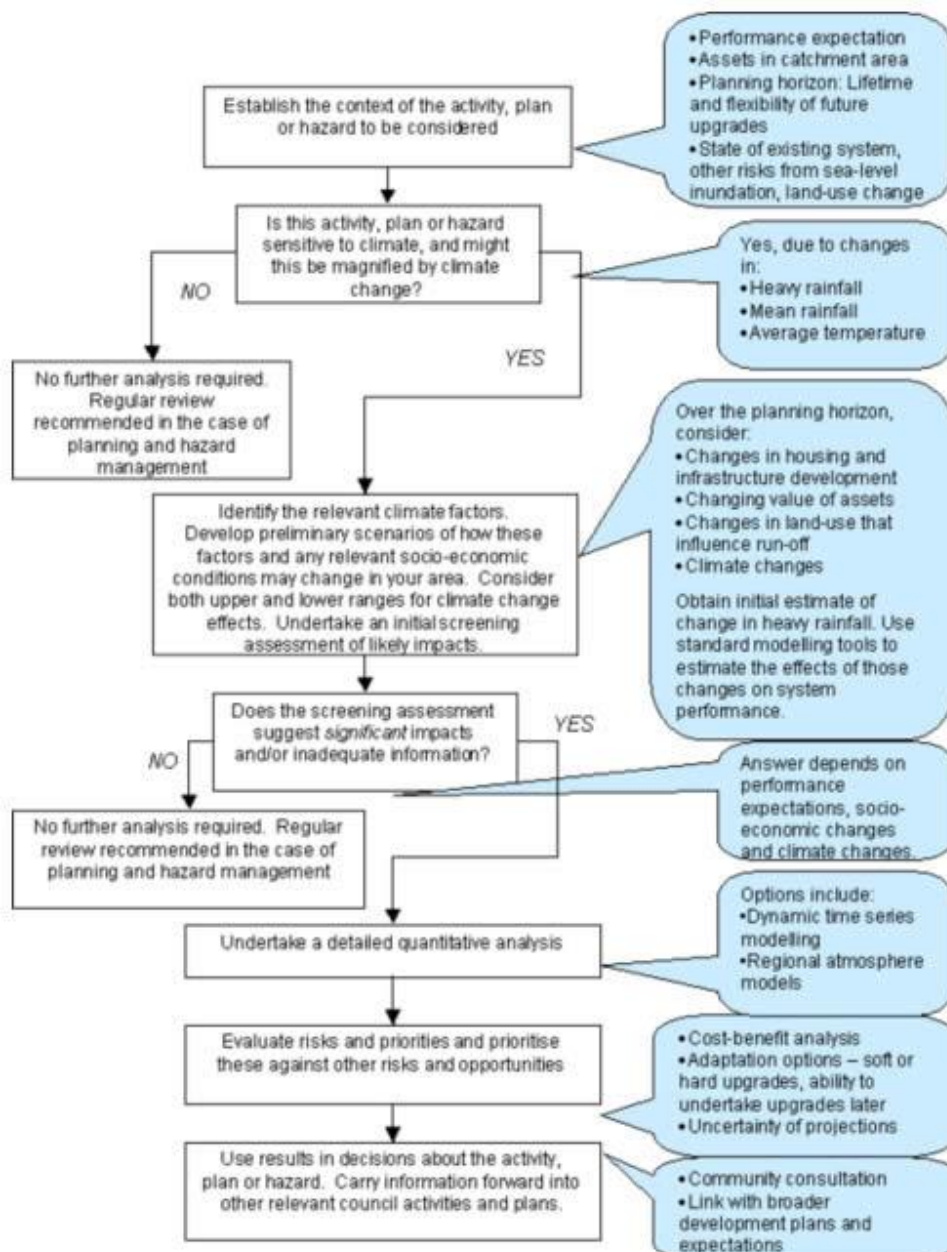 Establish the context of the activity, plan
or hazard to be considered
•Performance expectation
•Assets in catchment area
•Planning horizon: Lifetime
and flexibility of future
upgrades
•State of existing system,
other risks from sea-level
inundation, land-use change
Is this activity, plan or hazard
sensitive to climate, and might
this be magnified by climate
change?
Yes, due to changes
in:
•Heavy rainfall
•Mean rainfall
•Average temperature
NO
YES
No further analysis required.
Regular review
recommended in the case of
planning and hazard
management
Identify the relevant climate factors.
Develop preliminary scenarios of how these
factors and any relevant socio-economic
conditions may change in your area. Consider
both upper and lower ranges for climate change
effects. Undertake an initial screening
assessment of likely impacts.
Over the planning horizon,
consider:
•Changes in housing and
infrastructure development
•Changing value of assets
•Changes in land-use that
influence run-off
•Climate changes
Obtain initial estimate of
change in heavy rainfall. Use
standard modelling tools to
estimate the effects of those
changes on system
performance.
Does the screening assessment
suggest significant impacts
and/or inadequate information?
NO
YES
Answer depends on
performance
expectations, socio-
economic changes
and climate changes.
No further analysis required. Regular
review recommended in the case of
planning and hazard management
Undertake a detailed quantitative analysis
Options include:
•Dynamic time series
modelling
•Regional atmosphere
models
Evaluate risks and priorities and prioritise
these against other risks and opportunities
•Cost-benefit analysis
•Adaptation options – soft or
hard upgrades, ability to
undertake upgrades later
•Uncertainty of projections
Use results in decisions about the activity,
plan or hazard. Carry information forward into
other relevant council activities and plans.
•Community consultation
•Link with broader
development plans and
expectations